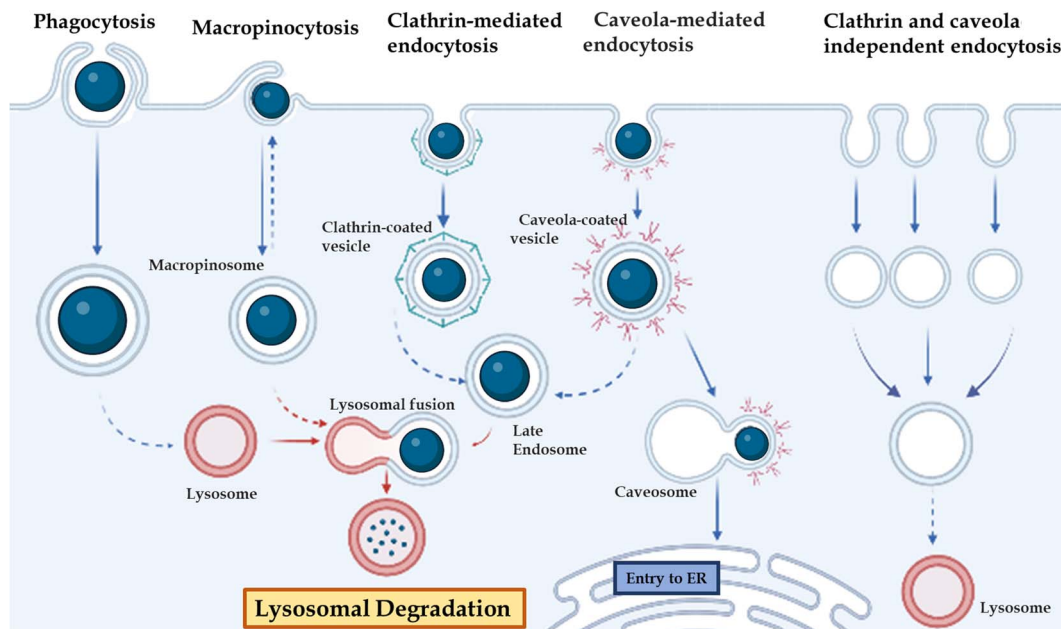 Phagocytosis
Macropinocytosis
Clathrin-mediated
endocytosis
Caveola-mediated
endocytosis
Clathrin and caveola
independent endocytosis
Clathrin-coated
vesicle
Caveola-coated
vesicle
Macropinosome
Lysosomal fusion
Late
Endosome
Lysosome
Caveosome
Entry to ER
Lysosomal Degradation
Lysosome